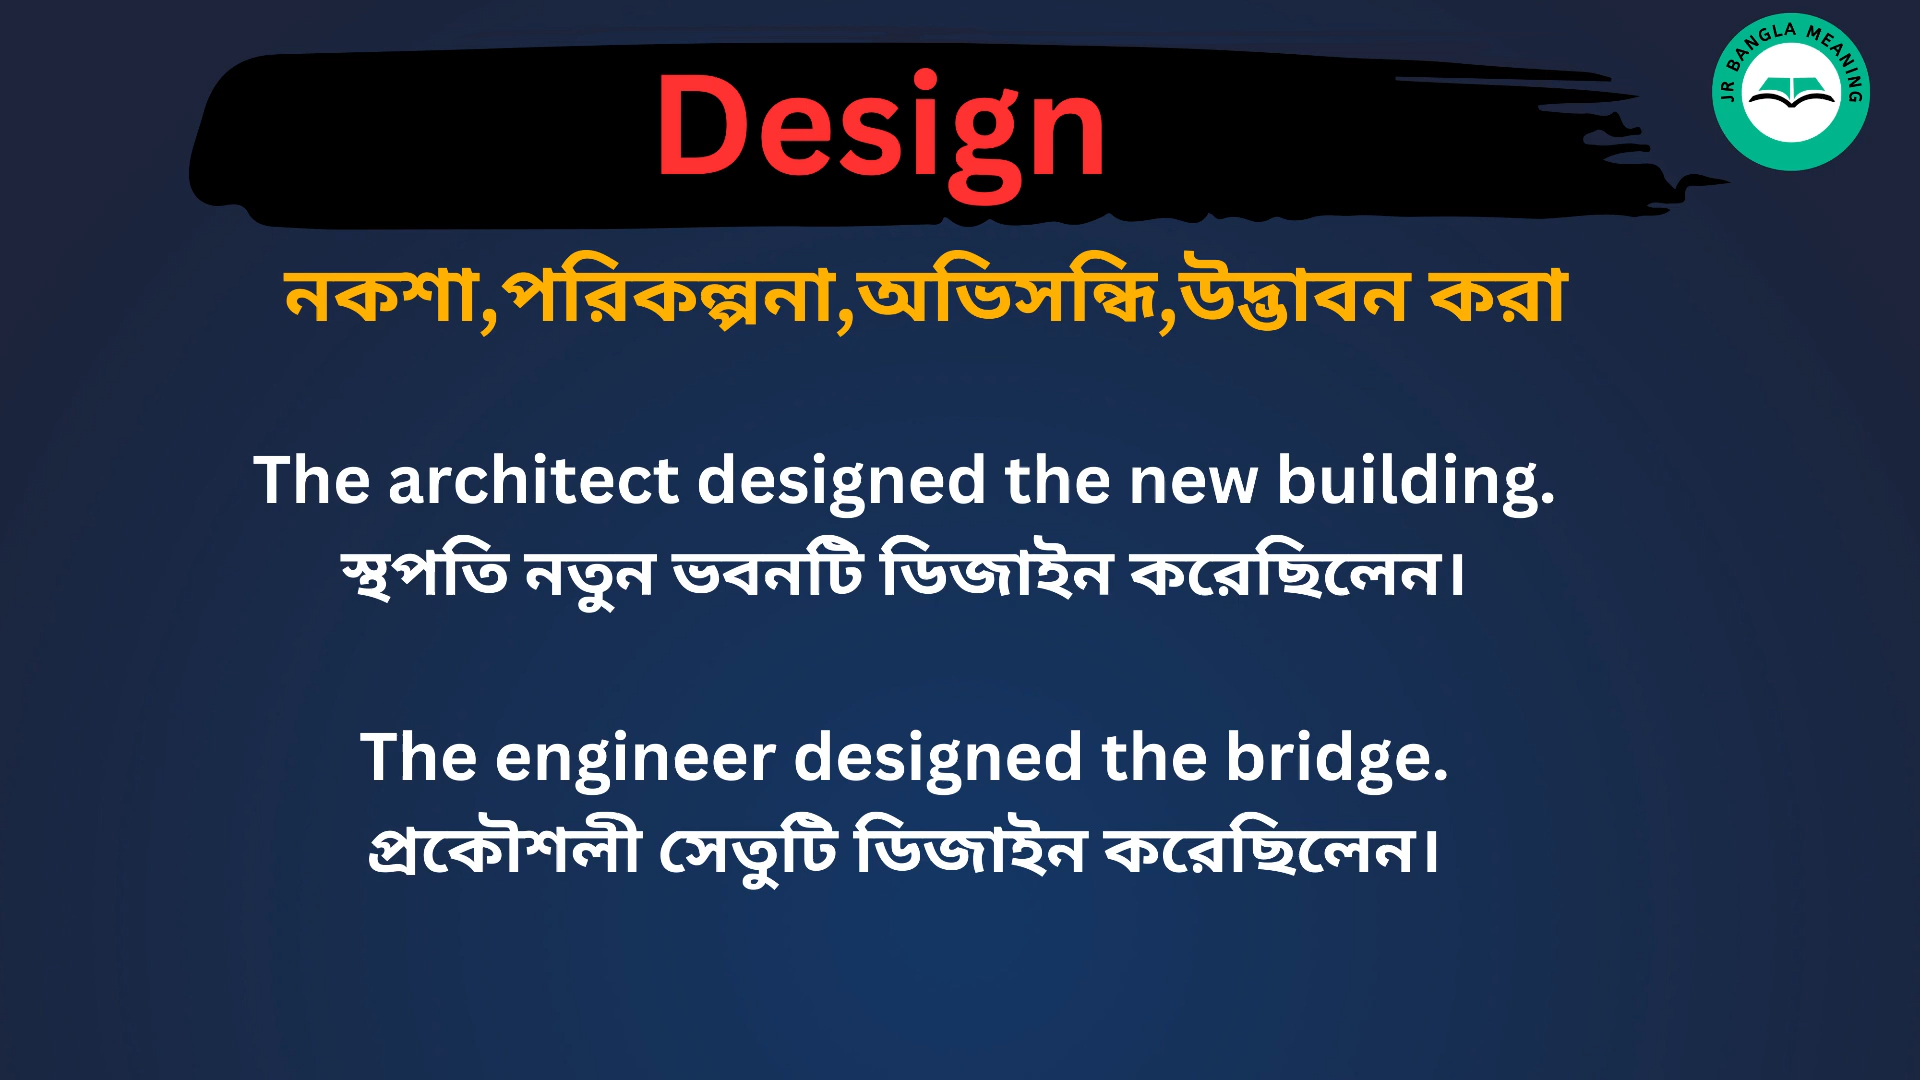 JR BANGLA MEANING
Design
নকশা,পরিকল্পনা,অভিসন্ধি,উদ্ভাবন করা
The architect designed the new building.
স্থপতি নতুন ভবনটি ডিজাইন করেছিলেন।
The engineer designed the bridge.
প্রকৌশলী সেতুটি ডিজাইন করেছিলেন।